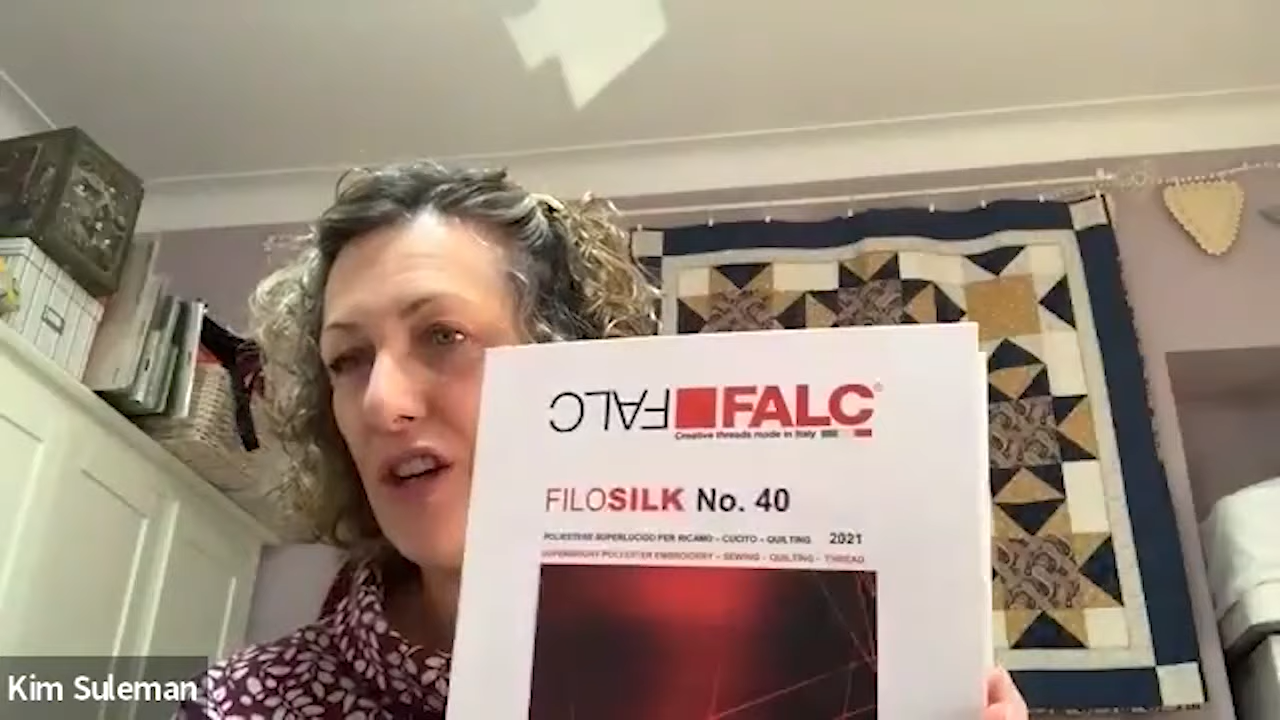 FALC FALC®
Creative threads made in Italy
FILOSILK No. 40
POLIESTERE SUPERLUCIDO PER RICAMO - CUCITO - QUILTING 2021
SUPERBRIGHT POLYESTER EMBROIDERY - SEWING - QUILTING - THREAD
Kim Suleman